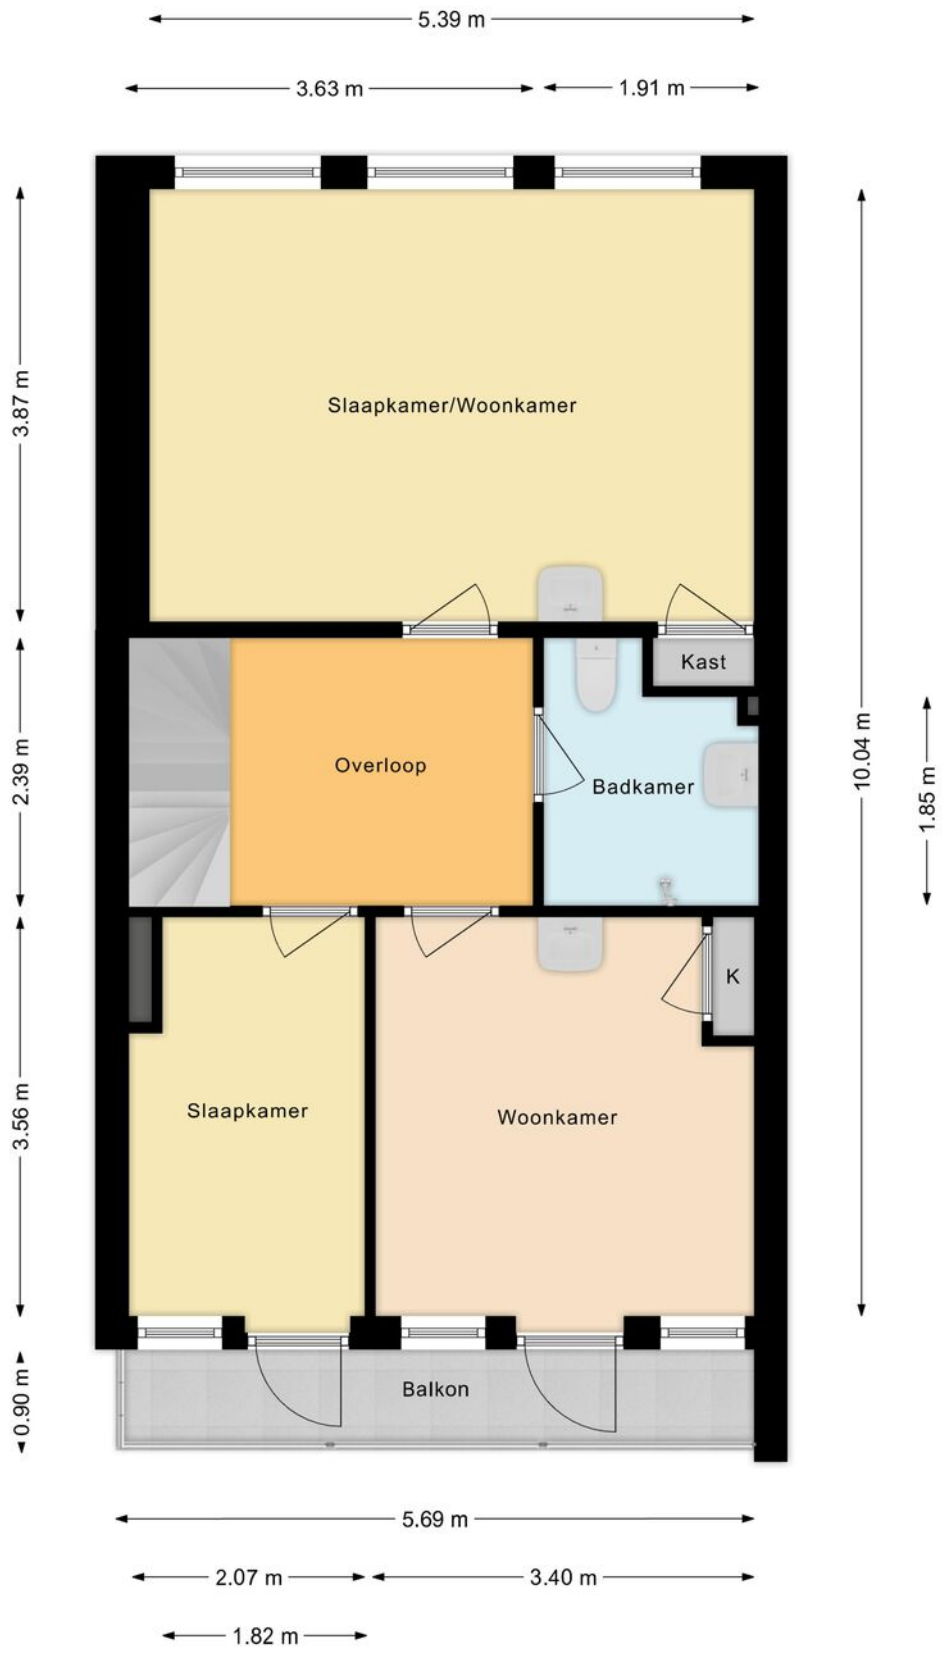 5.39 m
3.63 m
1.91 m
3.87 m
Slaapkamer/Woonkamer
Kast
Overloop
Badkamer
2.39 m
10.04 m
1.85 m
K
Slaapkamer
Woonkamer
3.56 m
Balkon
0.90 m
5.69 m
2.07 m
3.40 m
1.82 m